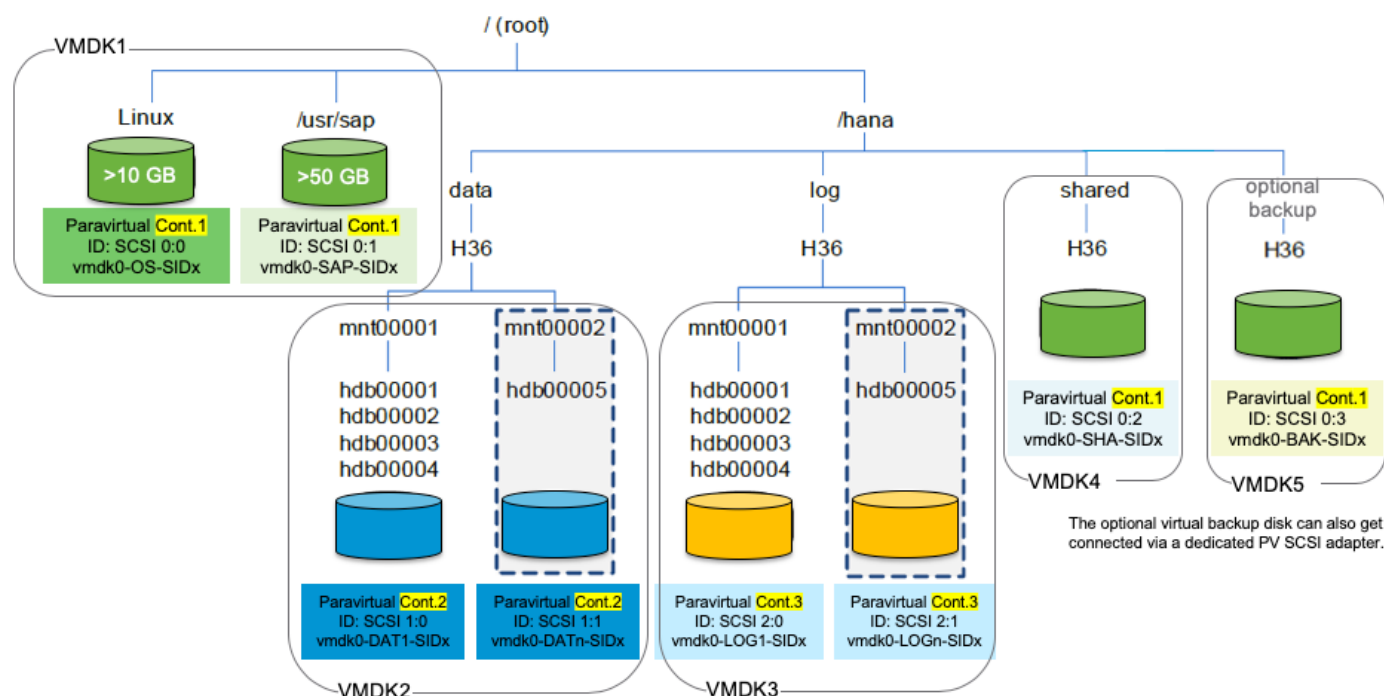 / (root)
VMDK1
Linux
/usr/sap
/hana
>10 GB
>50 GB
data
log
shared
optional
backup
Paravirtual Cont.1
ID: SCSI 0:0
vmdk0-OS-SIDx
Paravirtual Cont.1
ID: SCSI 0:1
vmdk0-SAP-SIDx
H36
H36
H36
H36
mnt00001
hdb00001
hdb00002
hdb00003
hdb00004
mnt00002
hdb00005
mnt00001
hdb00001
hdb00002
hdb00003
hdb00004
mnt00002
hdb00005
Paravirtual Cont.1
ID: SCSI 0:2
vmdk0-SHA-SIDx
VMDK4
Paravirtual Cont.1
ID: SCSI 0:3
vmdk0-BAK-SIDx
VMDK5
The optional virtual backup disk can also get
connected via a dedicated PV SCSI adapter.
Paravirtual Cont.2
ID: SCSI 1:0
vmdk0-DAT1-SIDx
Paravirtual Cont.2
ID: SCSI 1:1
vmdk0-DATn-SIDx
VMDK2
Paravirtual Cont.3
ID: SCSI 2:0
vmdk0-LOG1-SIDx
Paravirtual Cont.3
ID: SCSI 2:1
vmdk0-LOGn-SIDx
VMDK3